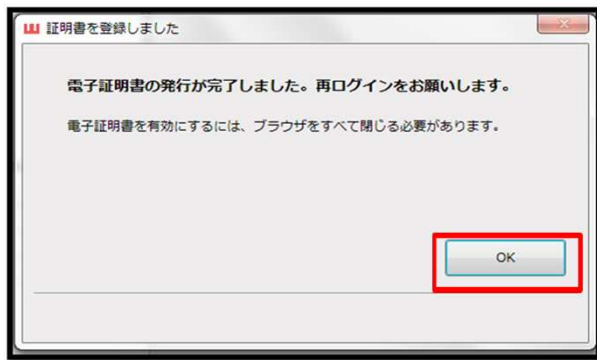 証明書を登録しました
電子証明書の発行が完了しました。再ログインをお願いします。
電子証明書を有効にするには、ブラウザをすべて閉じる必要があります。
OK